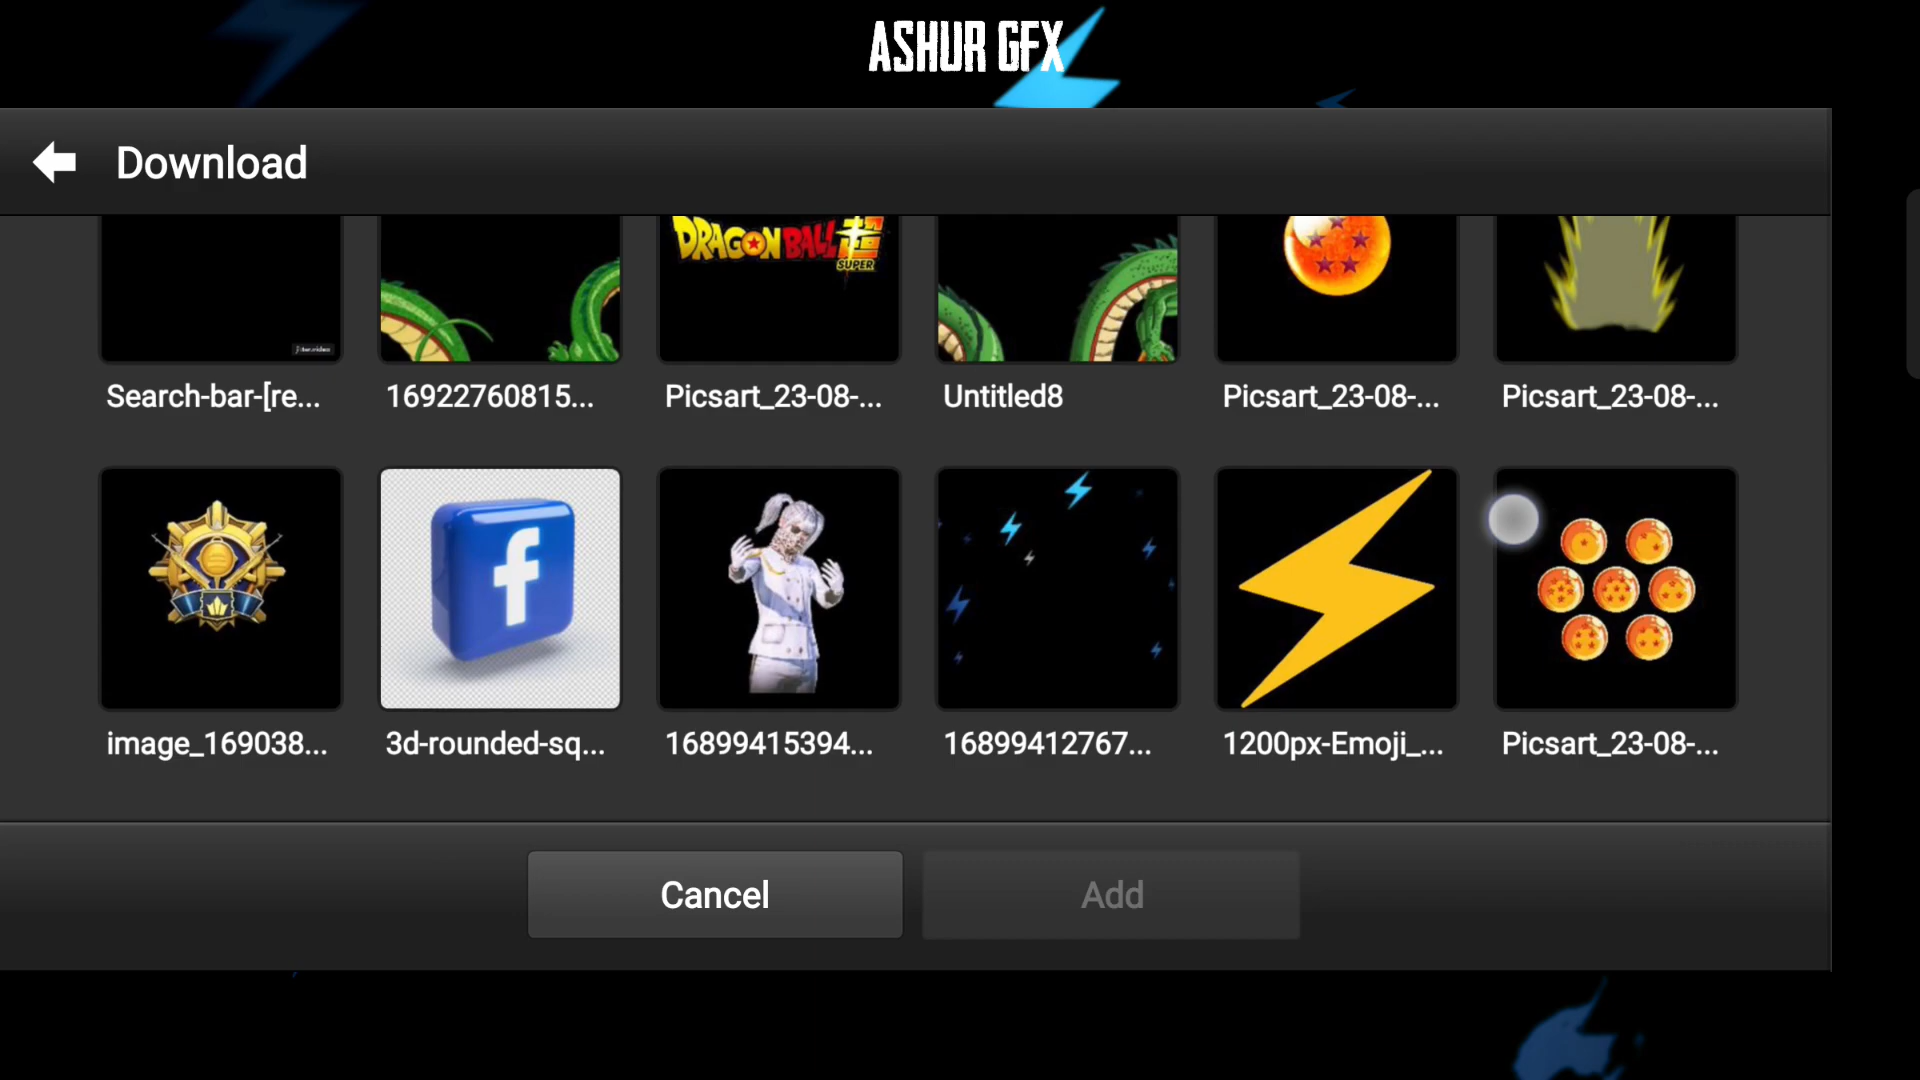 ASHUR GFX
Download
DRAGON BALL 超
SUPER
Search-bar-[re...
16922760815...
Picsart_23-08-...
Untitled8
Picsart_23-08-...
Picsart_23-08-...
f
image_169038...
3d-rounded-sq...
16899415394...
16899412767...
1200px-Emoji_...
Picsart_23-08-...
Cancel
Add